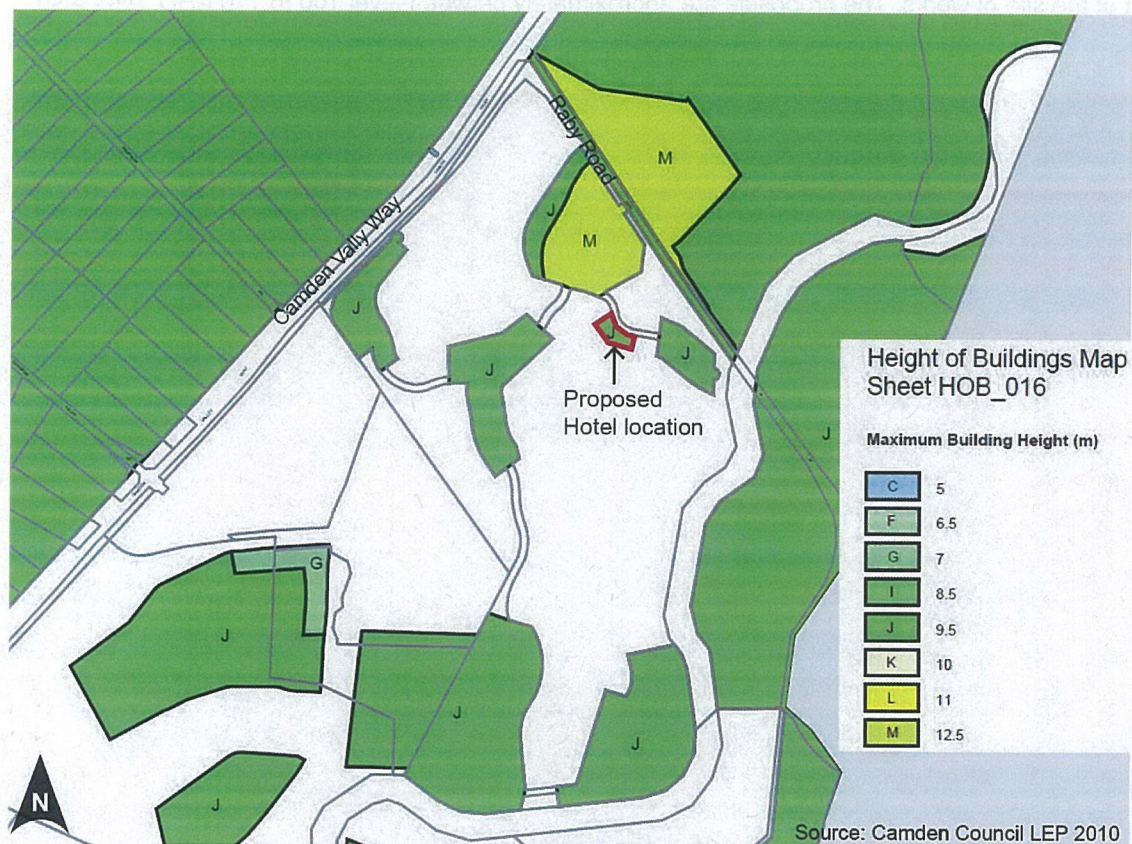 Raby Road
M
J
M
Camden Vally Way
J
J
J
J
Proposed
Hotel location
J
G
J
J
J
J
Height of Buildings Map
Sheet HOB_016
Maximum Building Height (m)
C 5
F 6.5
G 7
I 8.5
J 9.5
K 10
L 11
M 12.5
N
Source: Camden Council LEP 2010